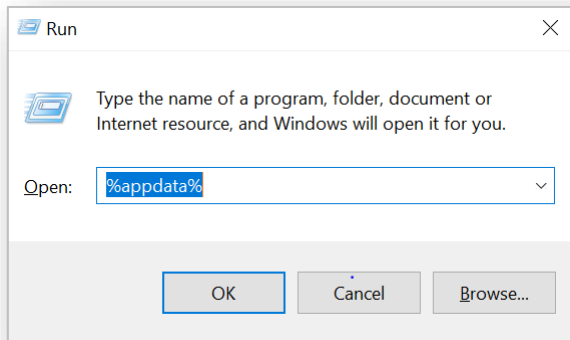 Run
Type the name of a program, folder, document or
Internet resource, and Windows will open it for you.
Open: %appdata%
OK Cancel Browse...